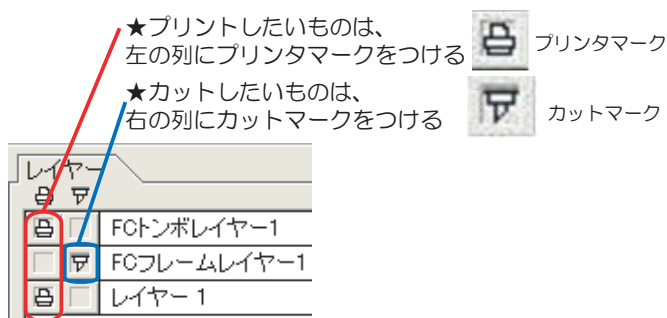 ★プリントしたいものは、
左の列にプリンタマークをつける
プリンタマーク
★カットしたいものは、
右の列にカットマークをつける
カットマーク
レイヤー
FCトンボレイヤー1
FCフレームレイヤー1
レイヤー 1